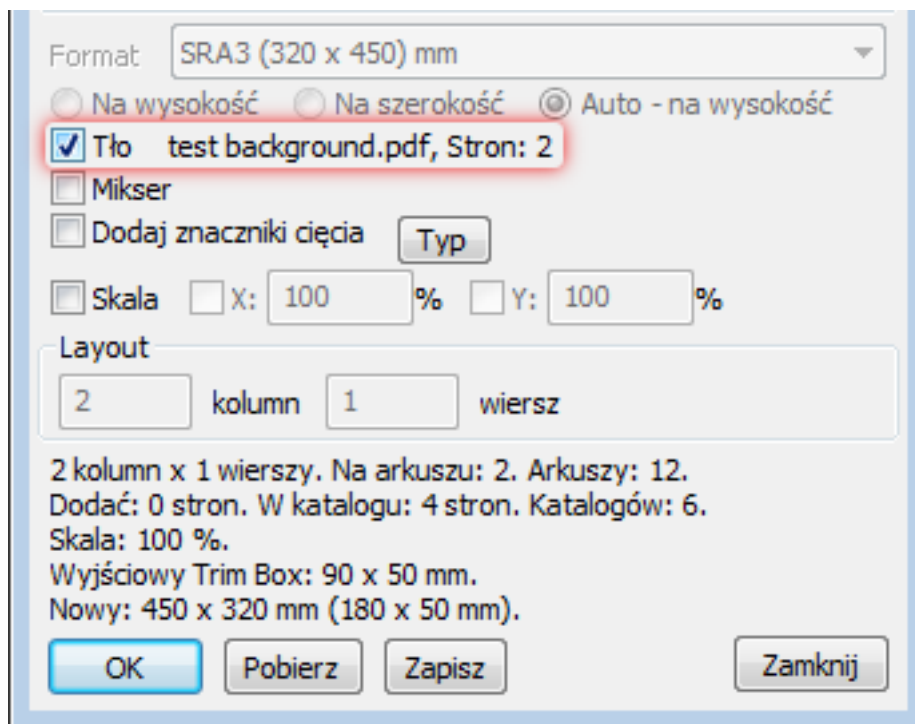 Format SRA3 (320 x 450) mm
Na wysokość Na szerokość Auto - na wysokość
Tło test background.pdf, Stron: 2
Mikser
Dodaj znaczniki cięcia Typ
Skala X: 100 % Y: 100 %
Layout
2 kolumn 1 wiersz
2 kolumn x 1 wierszy. Na arkuszu: 2. Arkuszy: 12.
Dodać: 0 stron. W katalogu: 4 stron. Katalogów: 6.
Skala: 100 %.
Wyjściowy Trim Box: 90 x 50 mm.
Nowy: 450 x 320 mm (180 x 50 mm).
OK Pobierz Zapisz Zamknij